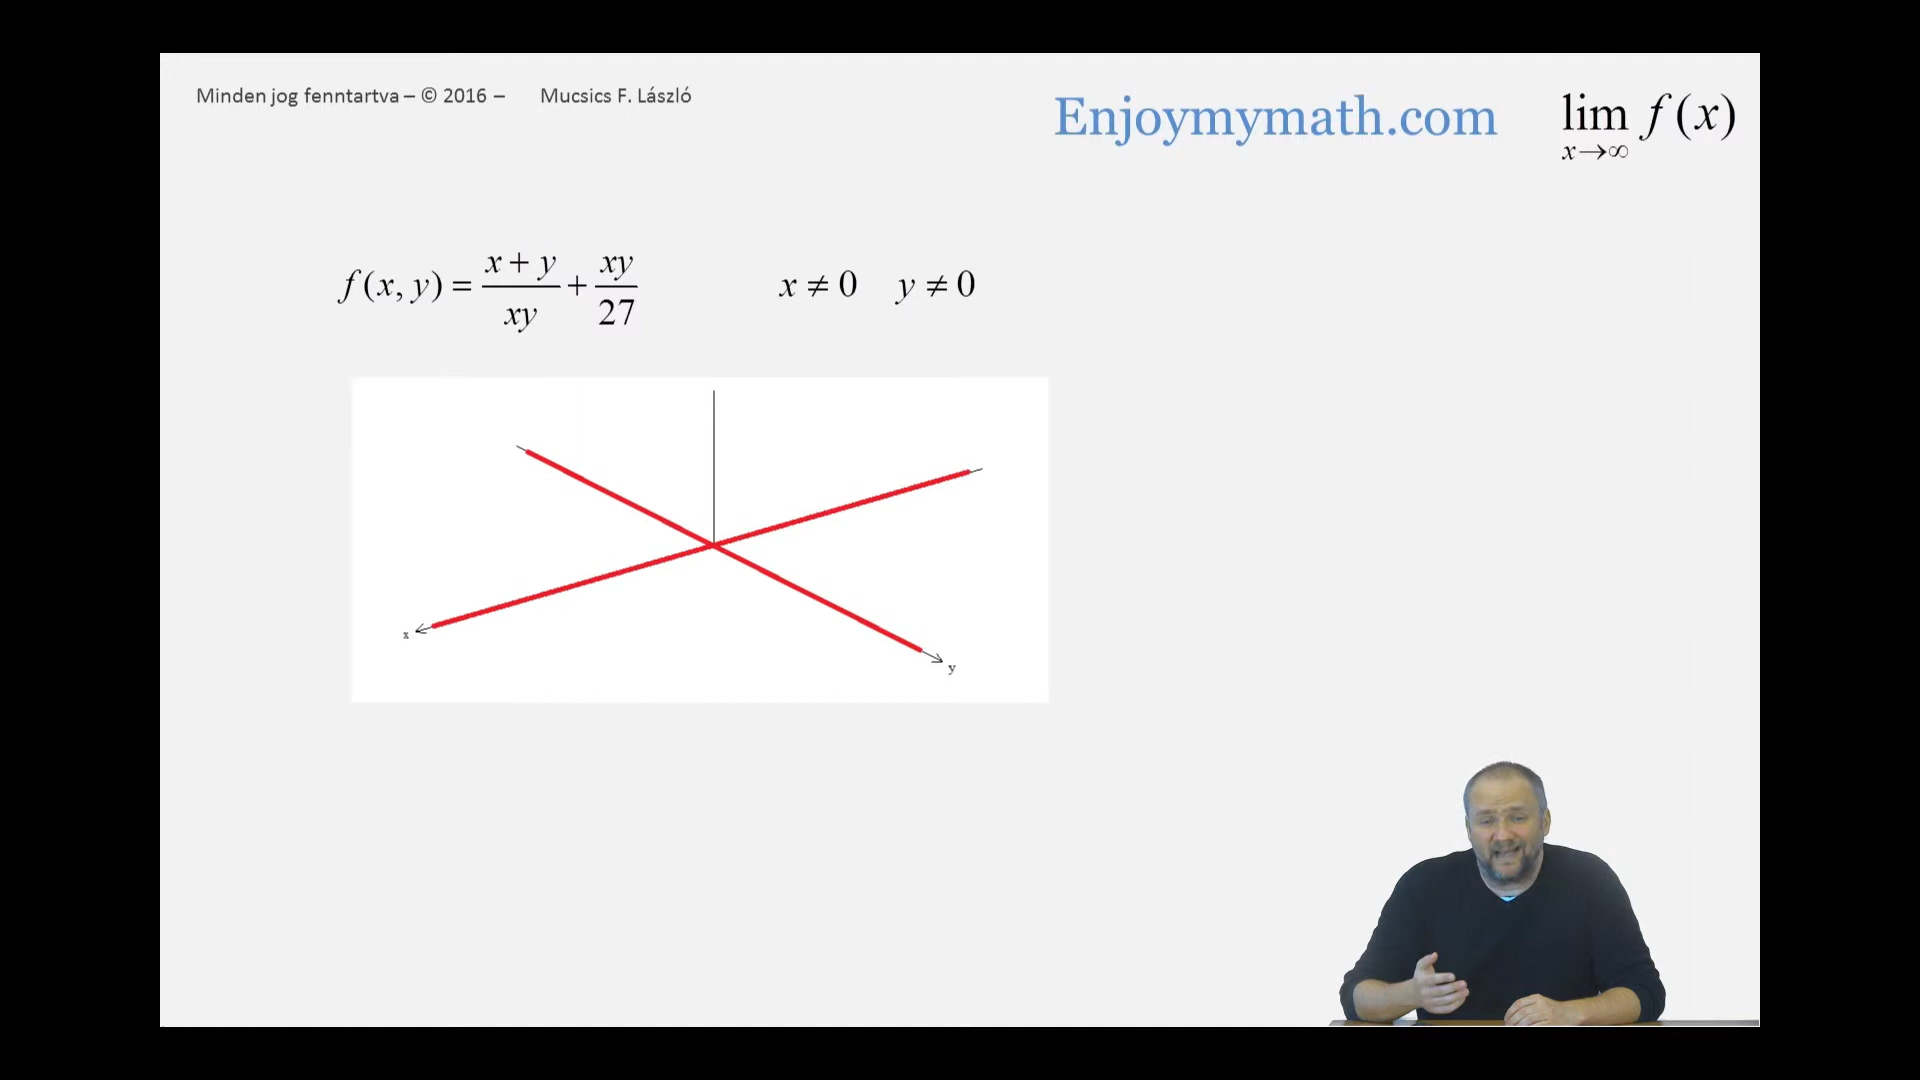 Minden jog fenntartva – © 2016 – Mucsics F. László
Enjoymymath.com
lim f(x)
x→∞
f(x, y) = (x + y)/(xy) + (xy)/27
x ≠ 0 y ≠ 0
x
y